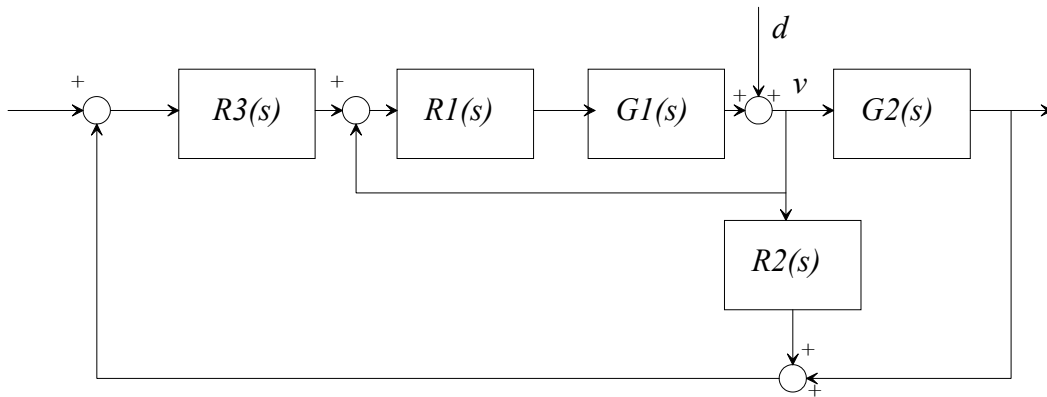 d
+
+
+
+
v
R3(s)
R1(s)
G1(s)
G2(s)
R2(s)
+
+